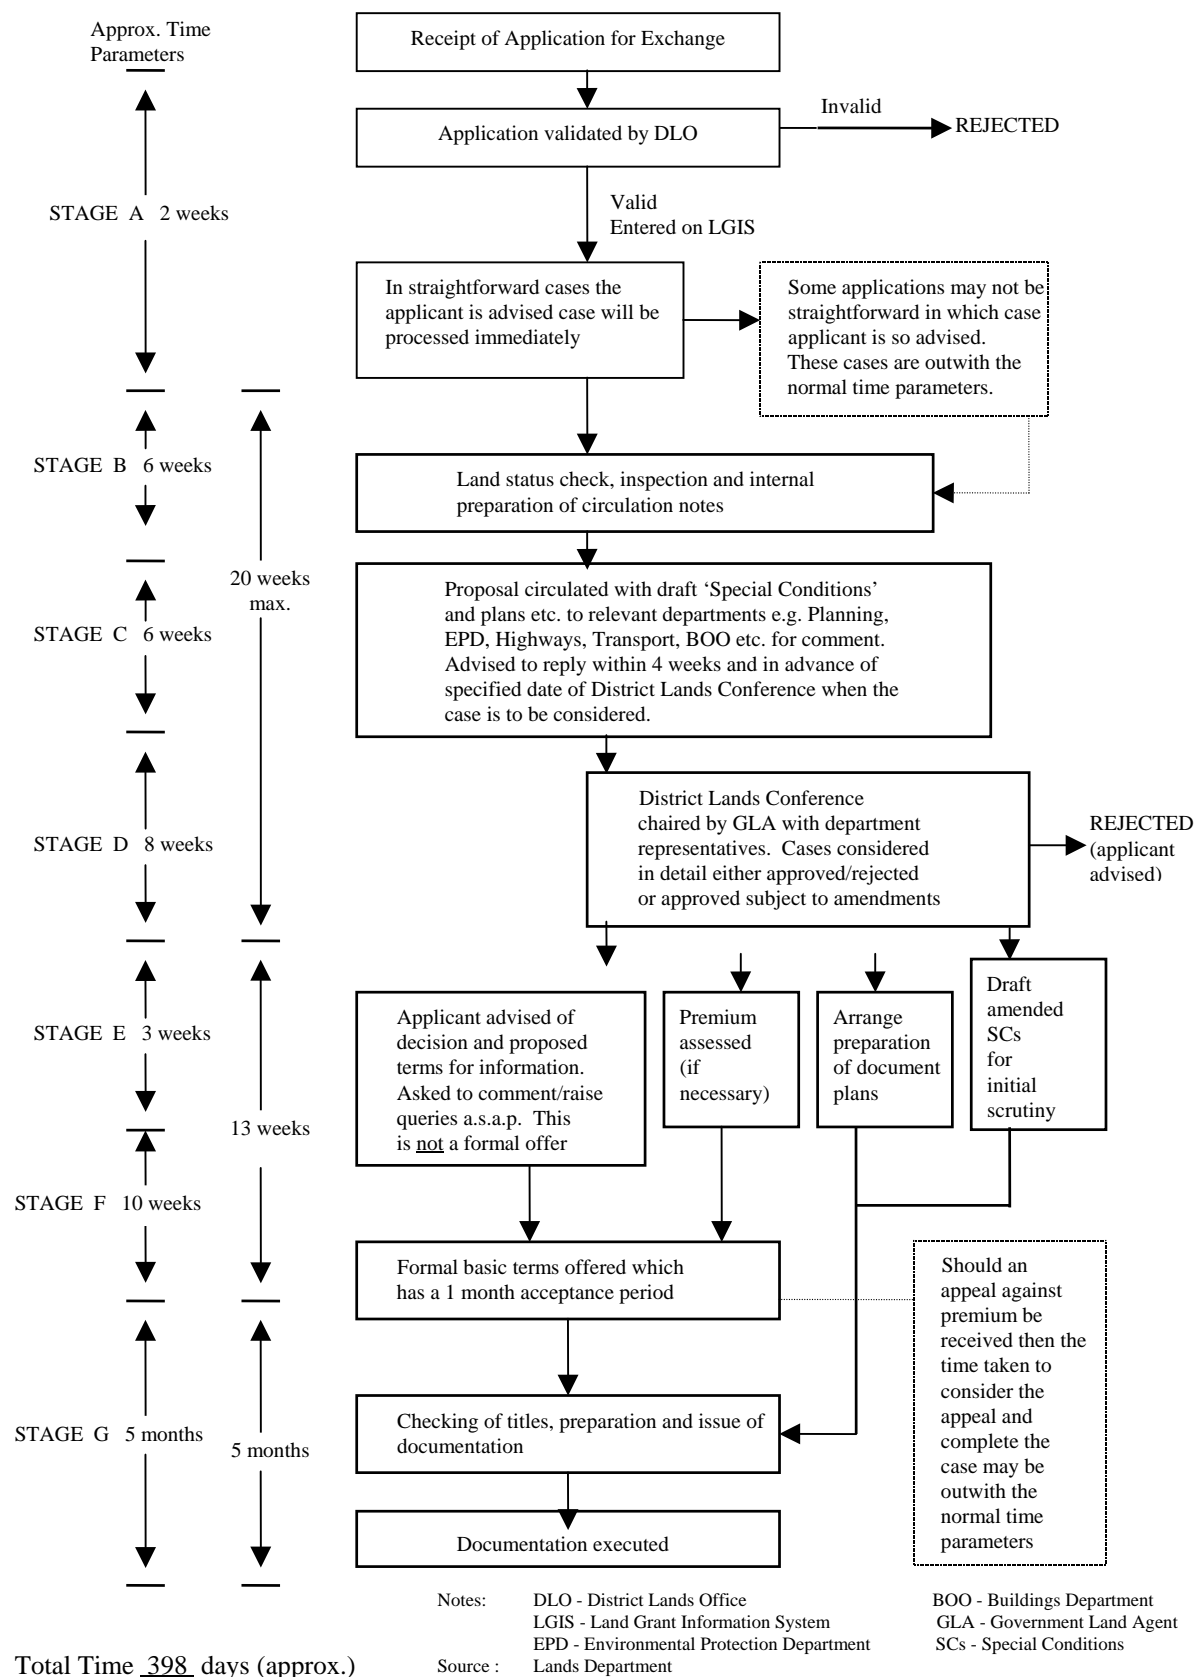 Approx. Time
Parameters
Receipt of Application for Exchange
Application validated by DLO
Invalid
REJECTED
STAGE A 2 weeks
Valid
Entered on LGIS
In straightforward cases the
applicant is advised case will be
processed immediately
Some applications may not be
straightforward in which case
applicant is so advised.
These cases are outwith the
normal time parameters.
STAGE B 6 weeks
Land status check, inspection and internal
preparation of circulation notes
20 weeks
max.
STAGE C 6 weeks
Proposal circulated with draft ‘Special Conditions’
and plans etc. to relevant departments e.g. Planning,
EPD, Highways, Transport, BOO etc. for comment.
Advised to reply within 4 weeks and in advance of
specified date of District Lands Conference when the
case is to be considered.
STAGE D 8 weeks
District Lands Conference
chaired by GLA with department
representatives. Cases considered
in detail either approved/rejected
or approved subject to amendments
REJECTED
(applicant
advised)
STAGE E 3 weeks
Applicant advised of
decision and proposed
terms for information.
Asked to comment/raise
queries a.s.a.p. This
is not a formal offer
Premium
assessed
(if
necessary)
Arrange
preparation
of document
plans
Draft
amended
SCs
for
initial
scrutiny
13 weeks
STAGE F 10 weeks
Formal basic terms offered which
has a 1 month acceptance period
Should an
appeal against
premium be
received then the
time taken to
consider the
appeal and
complete the
case may be
outwith the
normal time
parameters
STAGE G 5 months
5 months
Checking of titles, preparation and issue of
documentation
Documentation executed
Notes: DLO - District Lands Office BOO - Buildings Department
LGIS - Land Grant Information System GLA - Government Land Agent
EPD - Environmental Protection Department SCs - Special Conditions
Total Time 398 days (approx.)
Source : Lands Department